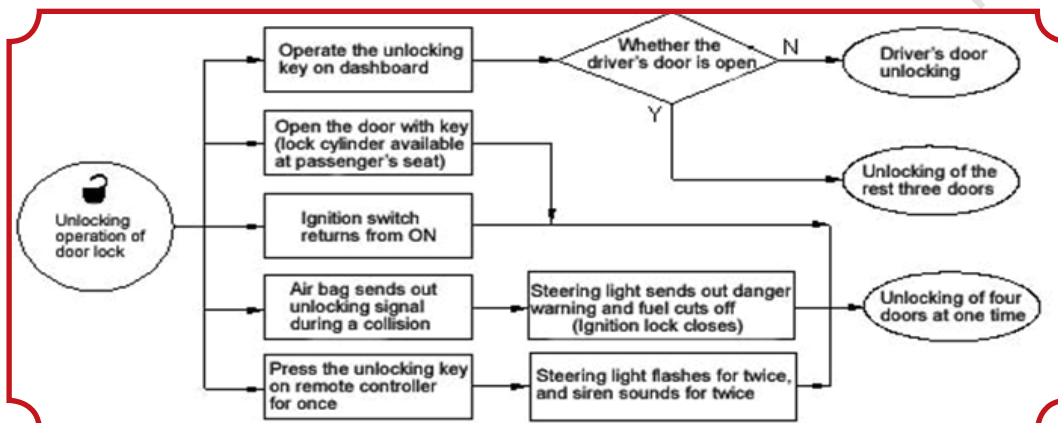 Unlocking
operation of
door lock
Operate the unlocking
key on dashboard
Whether the
driver's door is open
N
Y
Driver's door
unlocking
Open the door with key
(lock cylinder available
at passenger's seat)
Unlocking of the
rest three doors
Ignition switch
returns from ON
Air bag sends out
unlocking signal
during a collision
Steering light sends out danger
warning and fuel cuts off
(Ignition lock closes)
Unlocking of four
doors at one time
Press the unlocking key
on remote controller
for once
Steering light flashes for twice,
and siren sounds for twice